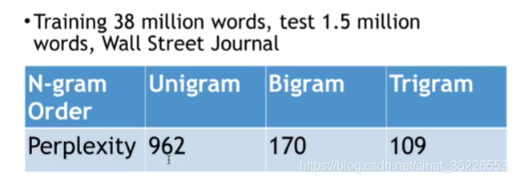 •Training 38 million words, test 1.5 million
words, Wall Street Journal
N-gram Order Unigram Bigram Trigram
Perplexity 962 170 109
https://blog.csdn.net/sinat_36226553